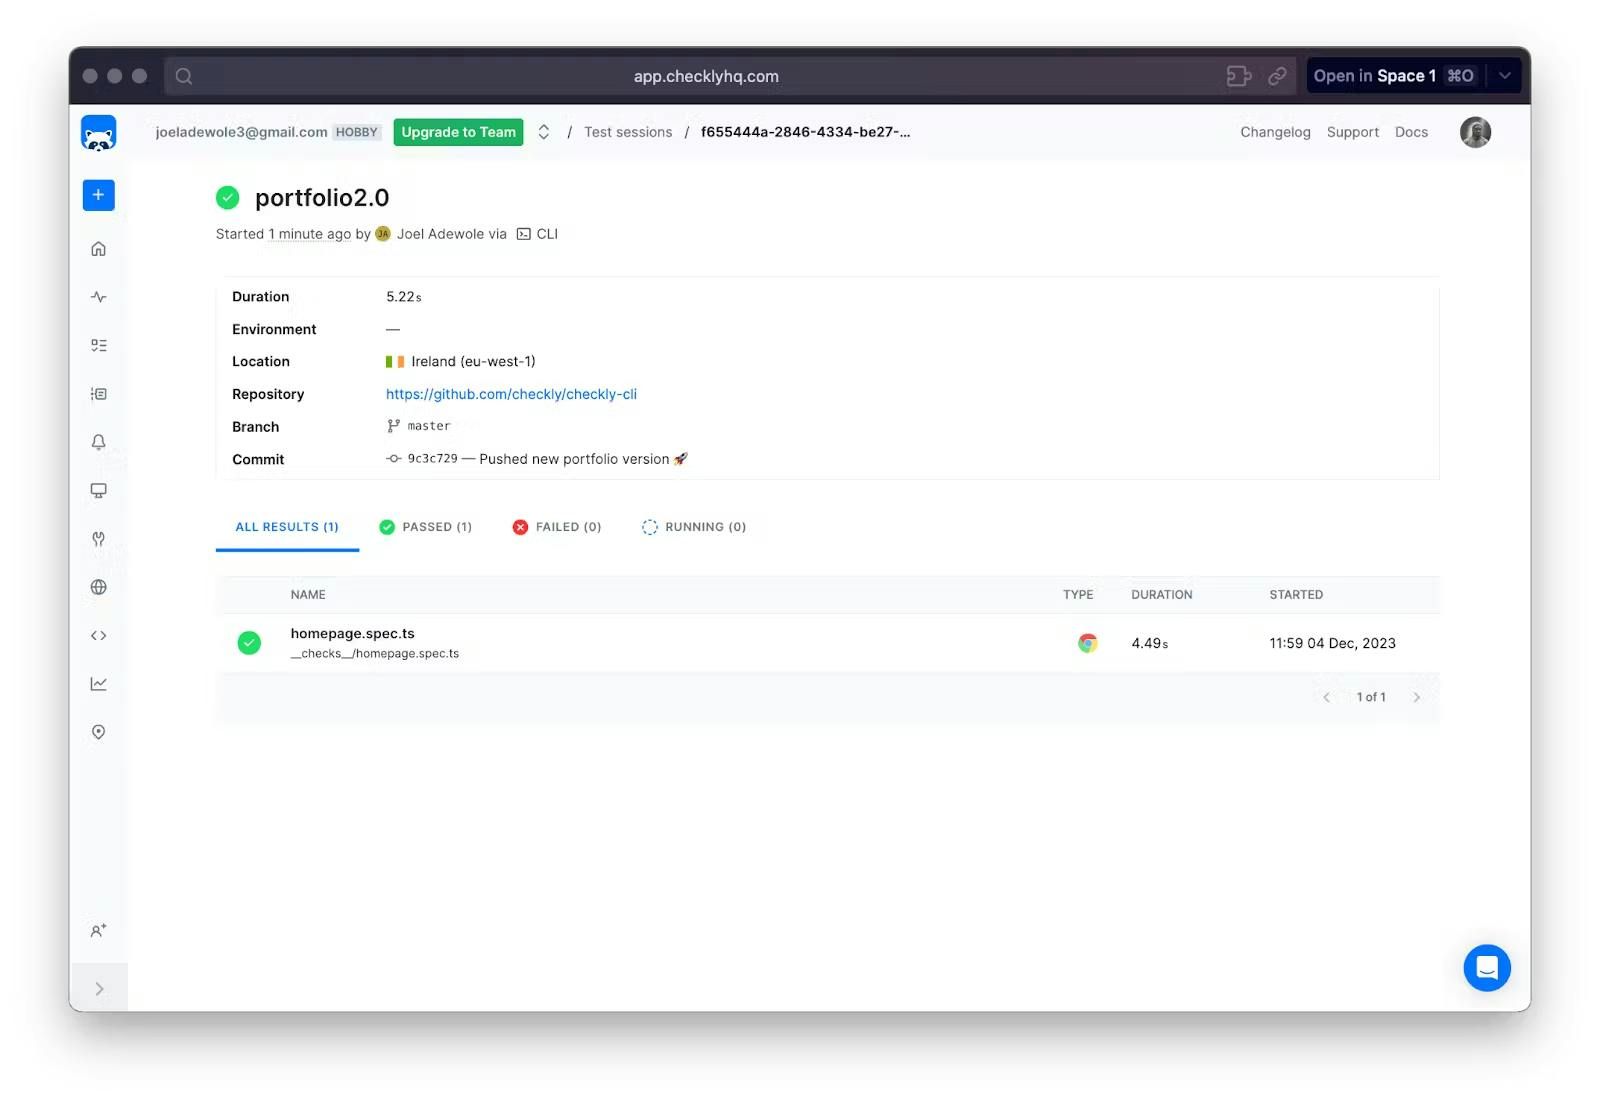 app.checklyhq.com
Open in Space 1 ⌘O
joeladewole3@gmail.com HOBBY Upgrade to Team / Test sessions / f655444a-2846-4334-be27-... Changelog Support Docs
portfolio2.0
Started 1 minute ago by JA Joel Adewole via CLI
Duration 5.22s
Environment —
Location Ireland (eu-west-1)
Repository https://github.com/checkly/checkly-cli
Branch master
Commit 9c3c729 — Pushed new portfolio version 🚀
ALL RESULTS (1) PASSED (1) FAILED (0) RUNNING (0)
NAME TYPE DURATION STARTED
homepage.spec.ts 4.49s 11:59 04 Dec, 2023
__checks__/homepage.spec.ts
1 of 1